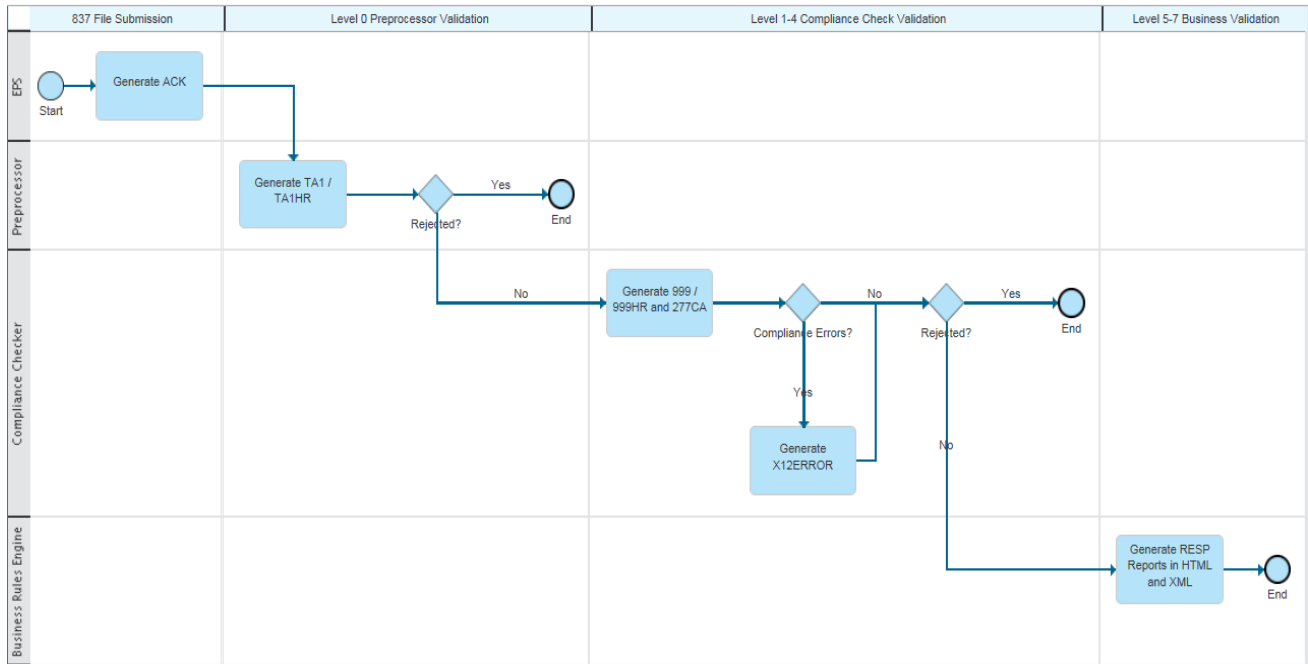 837 File Submission
Level 0 Preprocessor Validation
Level 1-4 Compliance Check Validation
Level 5-7 Business Validation
EPS
Start
Generate ACK
Preprocessor
Generate TA1 /
TA1HR
Rejected?
Yes
End
No
Compliance Checker
Generate 999 /
999HR and 277CA
Compliance Errors?
No
Rejected?
Yes
End
Yes
Generate
X12ERROR
No
Business Rules Engine
Generate RESP
Reports in HTML
and XML
End